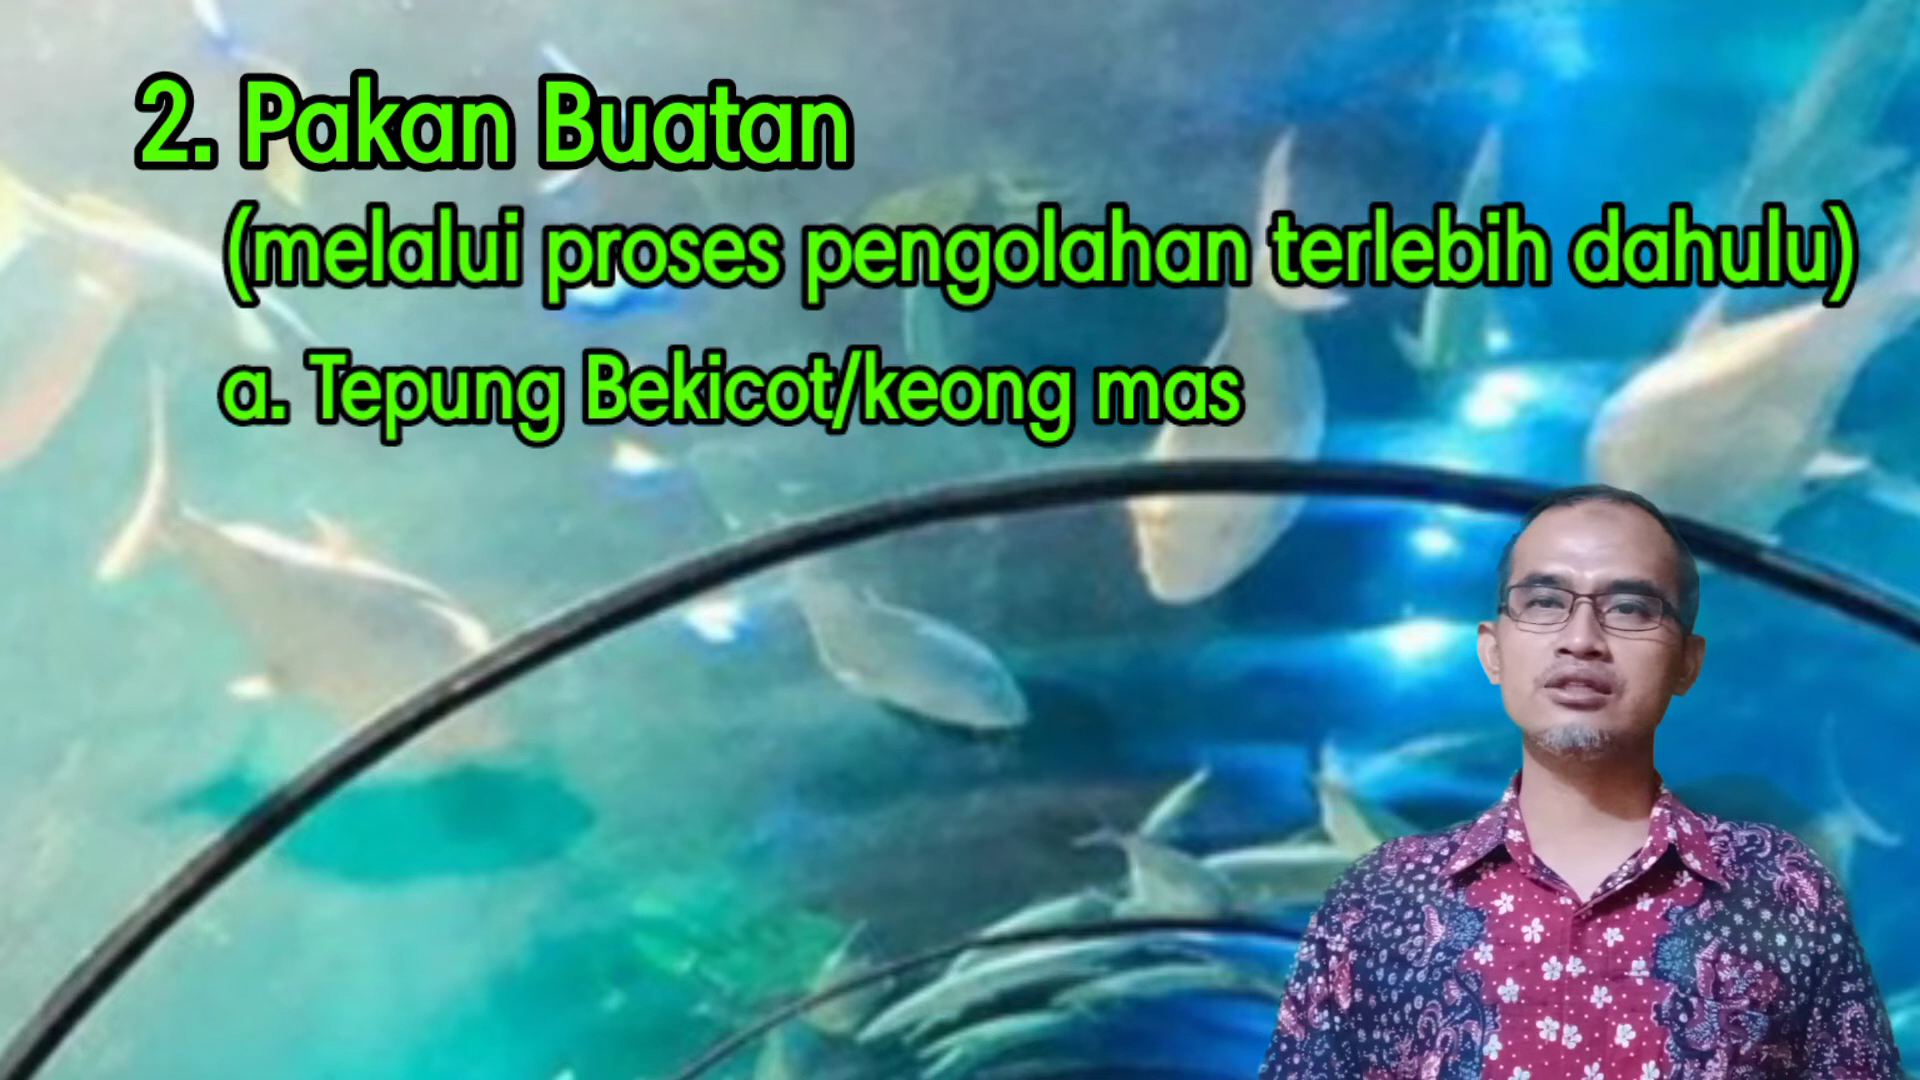 2. Pakan Buatan
(melalui proses pengolahan terlebih dahulu)
a. Tepung Bekicot/keong mas